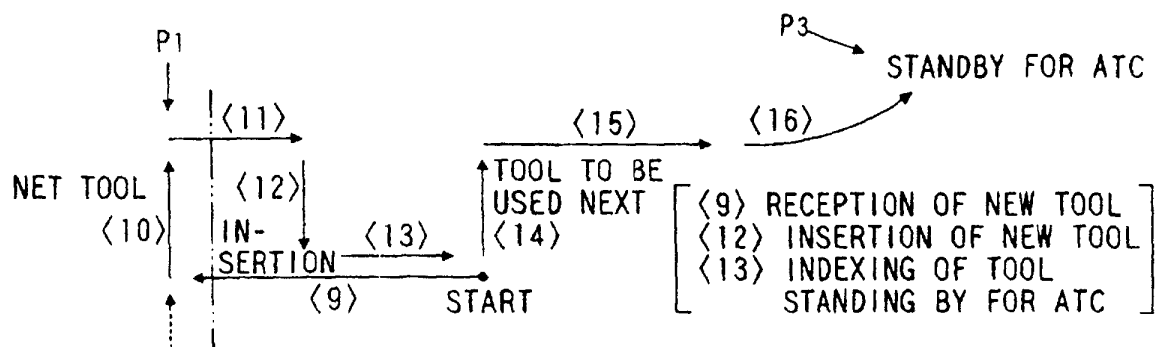 P1
P3
STANDBY FOR ATC
〈11〉
〈15〉
〈16〉
NET TOOL
〈10〉
〈12〉
TOOL TO BE
USED NEXT
〈14〉
IN-
SERTION
〈13〉
〈9〉
START
〈9〉 RECEPTION OF NEW TOOL
〈12〉 INSERTION OF NEW TOOL
〈13〉 INDEXING OF TOOL
STANDING BY FOR ATC